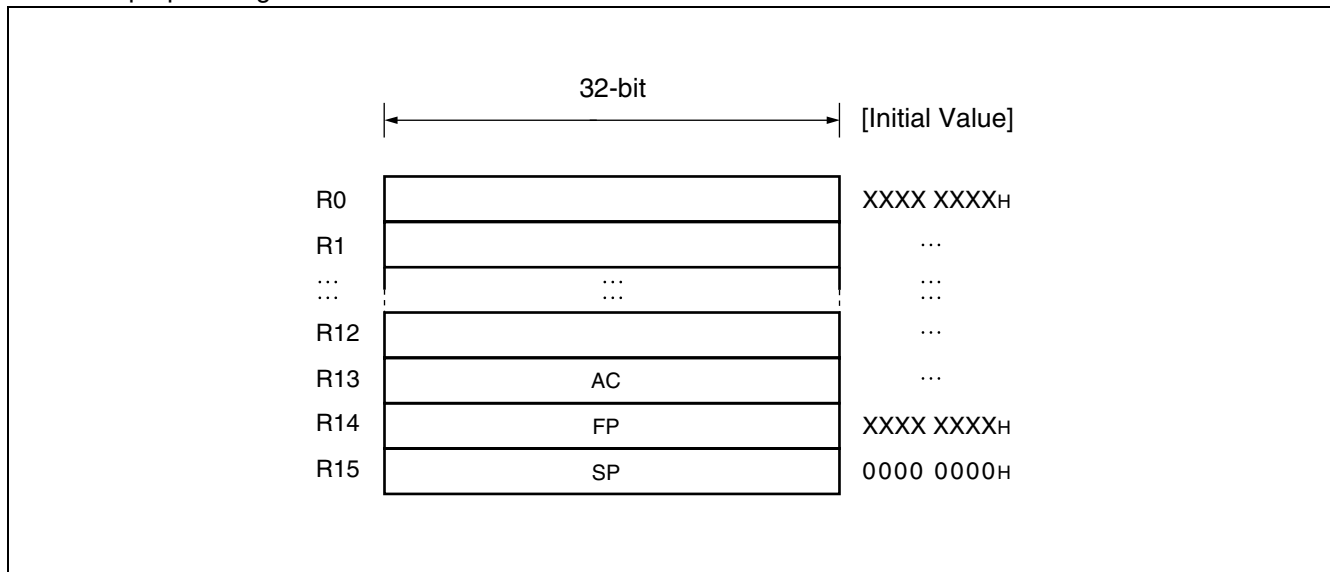 32-bit
[Initial Value]
R0 XXXX XXXXH
R1 ...
... ... ...
... ... ...
R12 ...
R13 AC ...
R14 FP XXXX XXXXH
R15 SP 0000 0000H